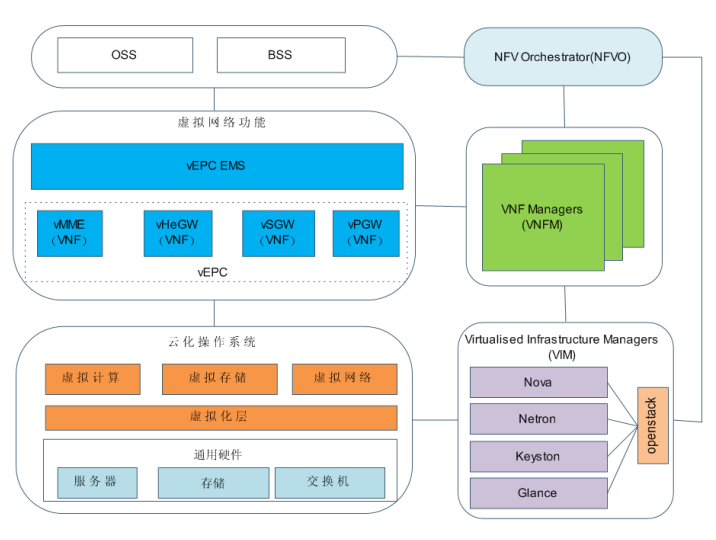 OSS
BSS
NFV Orchestrator(NFVO)
虚拟网络功能
vEPC EMS
vMME
（VNF）
vHeGW
（VNF）
vSGW
（VNF）
vPGW
（VNF）
vEPC
VNF Managers
(VNFM)
云化操作系统
虚拟计算
虚拟存储
虚拟网络
虚拟化层
通用硬件
服务器
存储
交换机
Virtualised Infrastructure Managers
(VIM)
Nova
Netron
Keyston
Glance
openstack